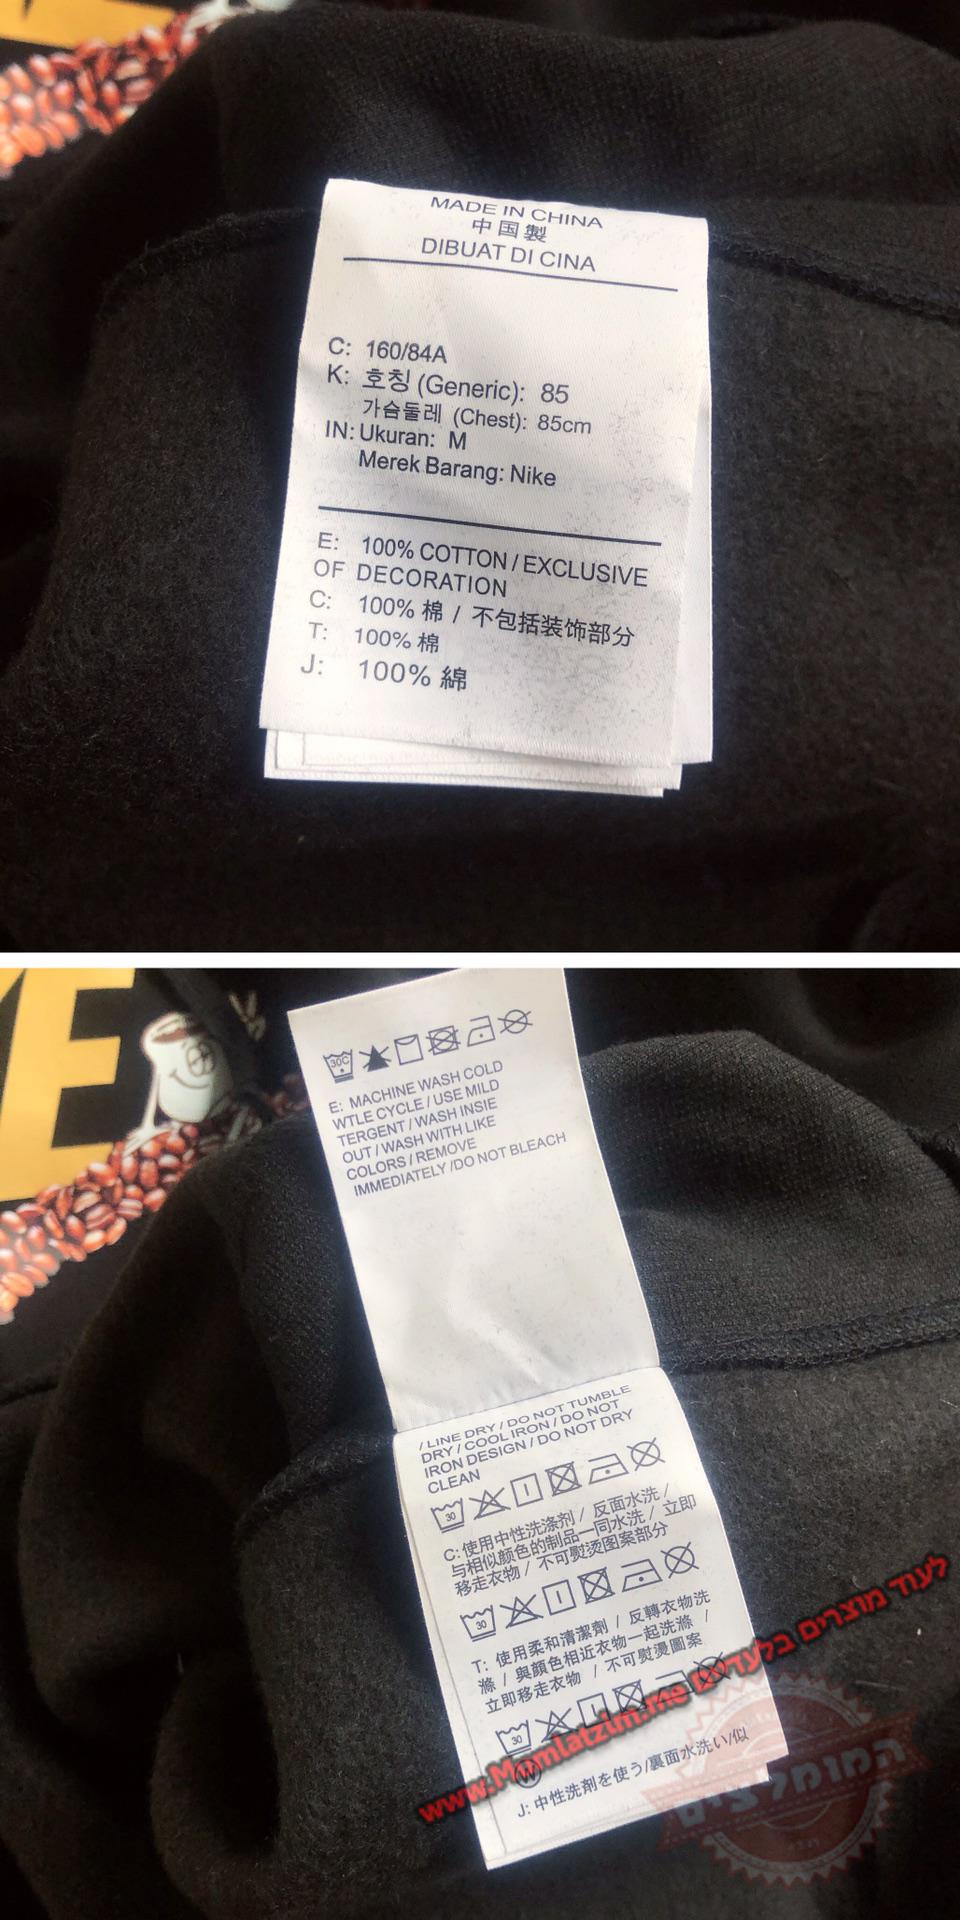 MADE IN CHINA
中国製
DIBUAT DI CINA
C: 160/84A
K: 호칭 (Generic): 85
가슴둘레 (Chest): 85cm
IN: Ukuran: M
Merek Barang: Nike
E: 100% COTTON / EXCLUSIVE
OF DECORATION
C: 100% 棉 / 不包括装饰部分
T: 100% 棉
J: 100% 綿
E
30C
E: MACHINE WASH COLD
WTLE CYCLE / USE MILD
TERGENT / WASH INSIE
OUT / WASH WITH LIKE
COLORS / REMOVE
IMMEDIATELY /DO NOT BLEACH
/ LINE DRY / DO NOT TUMBLE
DRY / COOL IRON / DO NOT
IRON DESIGN / DO NOT DRY
CLEAN
30
C: 使用中性洗涤剂 / 反面水洗 /
与相似颜色的制品一同水洗 / 立即
移走衣物 / 不可熨烫图案部分
30
T: 使用柔和清潔劑 / 反轉衣物洗
滌 / 與顏色相近衣物一起洗滌 /
立即移走衣物 / 不可熨燙圖案
30
W
J: 中性洗剤を使う/裏面水洗い/似
לעוד מוצרים בלעדיים www.Mumlatzim.me
המומלצים